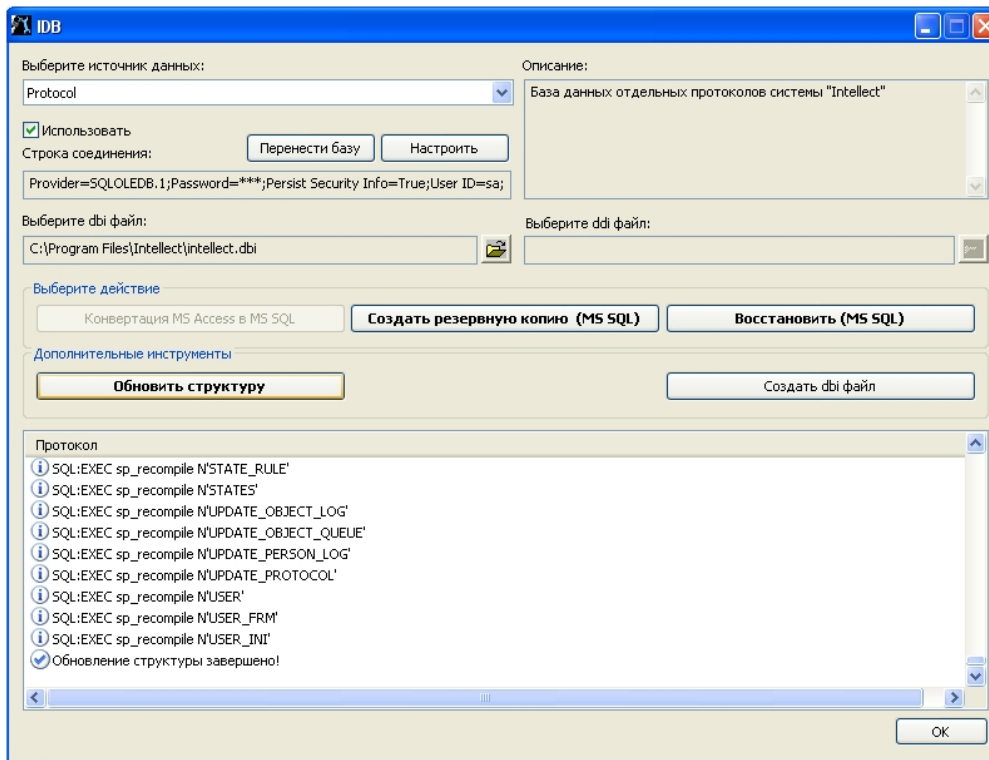 IDB
Выберите источник данных:
Описание:
Protocol
База данных отдельных протоколов системы "Intellect"
Использовать
Строка соединения:
Перенести базу
Настроить
Provider=SQLOLEDB.1;Password=***;Persist Security Info=True;User ID=sa;
Выберите dbi файл:
Выберите ddi файл:
C:\Program Files\Intellect\intellect.dbi
Выберите действие
Конвертация MS Access в MS SQL
Создать резервную копию (MS SQL)
Восстановить (MS SQL)
Дополнительные инструменты
Обновить структуру
Создать dbi файл
Протокол
SQL:EXEC sp_recompile N'STATE_RULE'
SQL:EXEC sp_recompile N'STATES'
SQL:EXEC sp_recompile N'UPDATE_OBJECT_LOG'
SQL:EXEC sp_recompile N'UPDATE_OBJECT_QUEUE'
SQL:EXEC sp_recompile N'UPDATE_PERSON_LOG'
SQL:EXEC sp_recompile N'UPDATE_PROTOCOL'
SQL:EXEC sp_recompile N'USER'
SQL:EXEC sp_recompile N'USER_FRM'
SQL:EXEC sp_recompile N'USER_INI'
Обновление структуры завершено!
OK